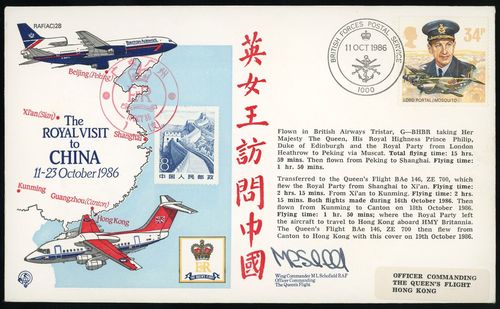 RAF(AC)28
British Airways
Beijing (Peking)
Xi'an (Sian)
Shanghai
The
ROYAL VISIT
to
CHINA
11-23 October 1986
Kunming
Guangzhou (Canton)
Hong Kong
8
中国人民邮政
E R
英女王訪問中國
BRITISH FORCES POSTAL SERVICE
11 OCT 1986
1000
34P
LORD PORTAL/MOSQUITO
Flown in British Airways Tristar, G—BHBR taking Her
Majesty The Queen, His Royal Highness Prince Philip,
Duke of Edinburgh and the Royal Party from London
Heathrow to Peking via Muscat. Total flying time: 15 hrs.
59 mins. Then flown from Peking to Shanghai. Flying time:
1 hr. 50 mins.
Transferred to the Queen's Flight BAe 146, ZE 700, which
flew the Royal Party from Shanghai to Xi'an. Flying time:
2 hrs. 15 mins. From Xi'an to Kunming. Flying time: 2
hrs. 15 mins. Both flights made during 16th October 1986. Then
flown from Kunming to Canton on 18th October 1986.
Flying time: 1 hr. 50 mins; where the Royal Party left
the aircraft to travel to Hong Kong aboard HMY Britannia.
The Queen's Flight BAe 146, ZE 700 then flew from
Canton to Hong Kong with this cover on 19th October 1986.
Wing Commander M L Schofield RAF
Officer Commanding
The Queen's Flight
OFFICER COMMANDING
THE QUEEN'S FLIGHT
HONG KONG